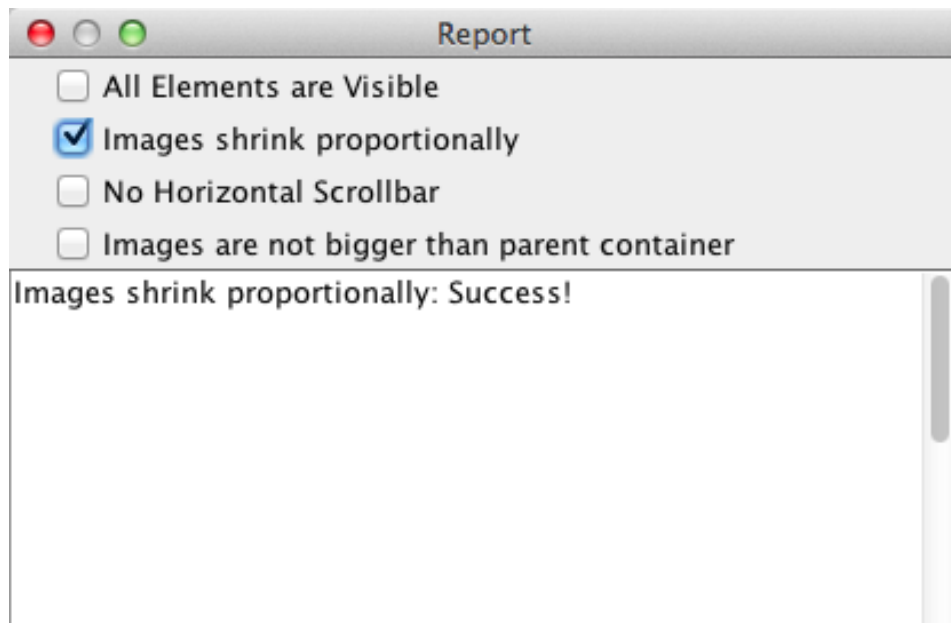 Report
All Elements are Visible
Images shrink proportionally
No Horizontal Scrollbar
Images are not bigger than parent container
Images shrink proportionally: Success!